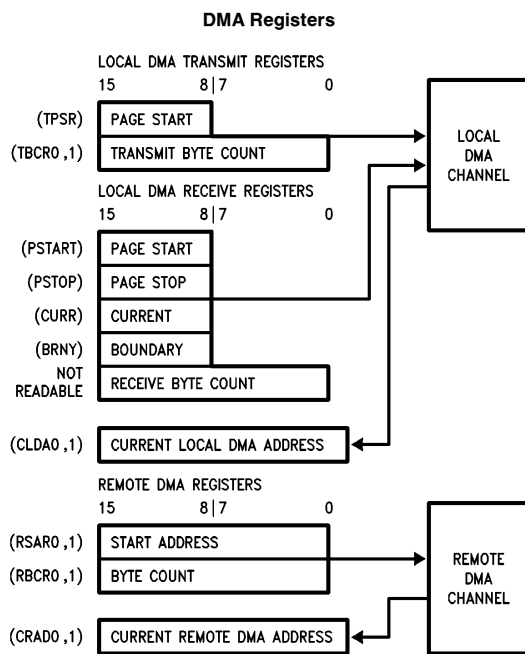 DMA Registers
LOCAL DMA TRANSMIT REGISTERS
15 8|7 0
(TPSR) PAGE START
(TBCR0,1) TRANSMIT BYTE COUNT
LOCAL DMA CHANNEL
LOCAL DMA RECEIVE REGISTERS
15 8|7 0
(PSTART) PAGE START
(PSTOP) PAGE STOP
(CURR) CURRENT
(BRNY) BOUNDARY
NOT READABLE RECEIVE BYTE COUNT
(CLDA0,1) CURRENT LOCAL DMA ADDRESS
REMOTE DMA REGISTERS
15 8|7 0
(RSAR0,1) START ADDRESS
(RBCR0,1) BYTE COUNT
REMOTE DMA CHANNEL
(CRAD0,1) CURRENT REMOTE DMA ADDRESS